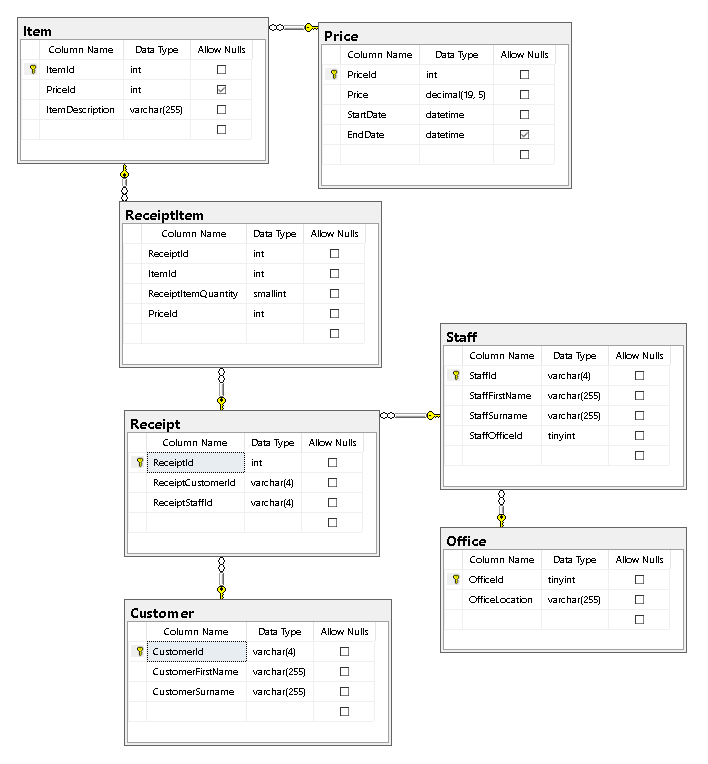 Item
Column Name Data Type Allow Nulls
ItemId int
PriceId int
ItemDescription varchar(255)
Price
Column Name Data Type Allow Nulls
PriceId int
Price decimal(19, 5)
StartDate datetime
EndDate datetime
ReceiptItem
Column Name Data Type Allow Nulls
ReceiptId int
ItemId int
ReceiptItemQuantity smallint
PriceId int
Staff
Column Name Data Type Allow Nulls
StaffId varchar(4)
StaffFirstName varchar(255)
StaffSurname varchar(255)
StaffOfficeId tinyint
Receipt
Column Name Data Type Allow Nulls
ReceiptId int
ReceiptCustomerId varchar(4)
ReceiptStaffId varchar(4)
Office
Column Name Data Type Allow Nulls
OfficeId tinyint
OfficeLocation varchar(255)
Customer
Column Name Data Type Allow Nulls
CustomerId varchar(4)
CustomerFirstName varchar(255)
CustomerSurname varchar(255)